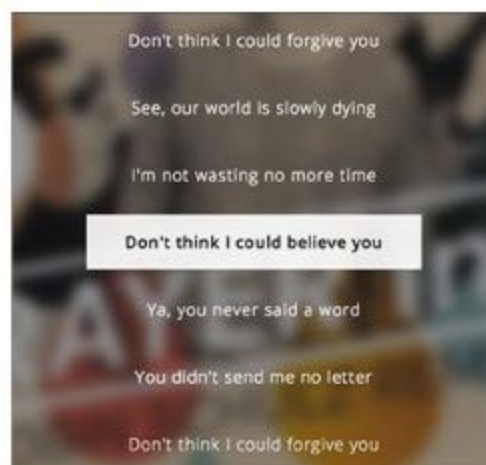 Don't think I could forgive you
See, our world is slowly dying
I'm not wasting no more time
Don't think I could believe you
Ya, you never said a word
You didn't send me no letter
Don't think I could forgive you